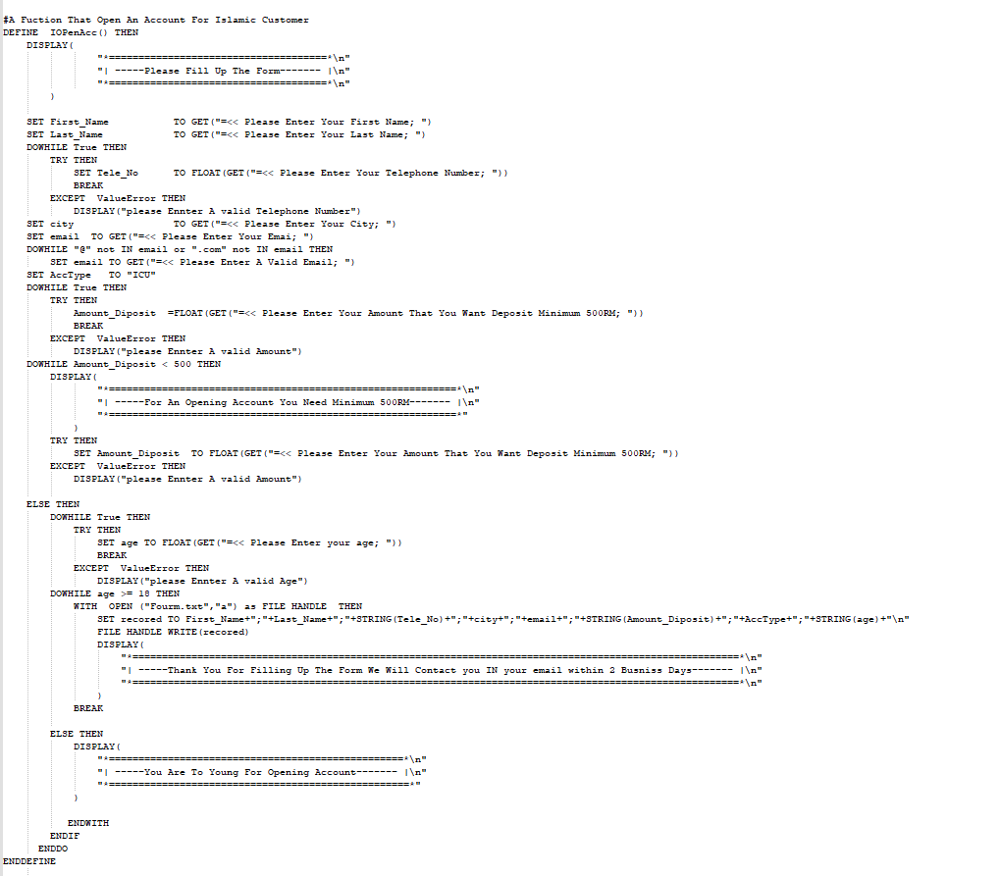 #A Fuction That Open An Account For Islamic Customer
DEFINE  IOPenAcc() THEN
    DISPLAY(
                "*=====================================*\n"
                "| -----Please Fill Up The Form------- |\n"
                "*=====================================*\n"
        )

    SET First_Name           TO GET("=<< Please Enter Your First Name; ")
    SET Last_Name            TO GET("=<< Please Enter Your Last Name; ")
    DOWHILE True THEN
        TRY THEN
            SET Tele_No      TO FLOAT(GET("=<< Please Enter Your Telephone Number; "))
            BREAK
        EXCEPT  ValueError THEN
            DISPLAY("please Ennter A valid Telephone Number")
    SET city                 TO GET("=<< Please Enter Your City; ")
    SET email  TO GET("=<< Please Enter Your Emai; ")
    DOWHILE "@" not IN email or ".com" not IN email THEN
        SET email TO GET("=<< Please Enter A Valid Email; ")
    SET AccType   TO "ICU"
    DOWHILE True THEN
        TRY THEN
            Amount_Diposit  =FLOAT(GET("=<< Please Enter Your Amount That You Want Deposit Minimum 500RM; "))
            BREAK
        EXCEPT  ValueError THEN
            DISPLAY("please Ennter A valid Amount")
    DOWHILE Amount_Diposit < 500 THEN
        DISPLAY(
                "*===========================================================*\n"
                "| -----For An Opening Account You Need Minimum 500RM------- |\n"
                "*===========================================================*"
            )
        TRY THEN
            SET Amount_Diposit  TO FLOAT(GET("=<< Please Enter Your Amount That You Want Deposit Minimum 500RM; "))
        EXCEPT  ValueError THEN
            DISPLAY("please Ennter A valid Amount")

    ELSE THEN
        DOWHILE True THEN
            TRY THEN
                SET age TO FLOAT(GET("=<< Please Enter your age; "))
                BREAK
            EXCEPT  ValueError THEN
                DISPLAY("please Ennter A valid Age")
        DOWHILE age >= 18 THEN
            WITH  OPEN ("Fourm.txt","a") as FILE HANDLE  THEN
                SET recored TO First_Name+";"+Last_Name+";"+STRING(Tele_No)+";"+city+";"+email+";"+STRING(Amount_Diposit)+";"+AccType+";"+STRING(age)+"\n"
                FILE HANDLE WRITE(recored)
                DISPLAY(
                    "*=======================================================================================================*\n"
                    "| -----Thank You For Filling Up The Form We Will Contact you IN your email within 2 Busniss Days------- |\n"
                    "*=======================================================================================================*\n"
                )
            BREAK

        ELSE THEN
            DISPLAY(
                "*==================================================*\n"
                "| -----You Are To Young For Opening Account------- |\n"
                "*===================================================*"
            )

           ENDWITH
        ENDIF
      ENDDO
ENDDEFINE